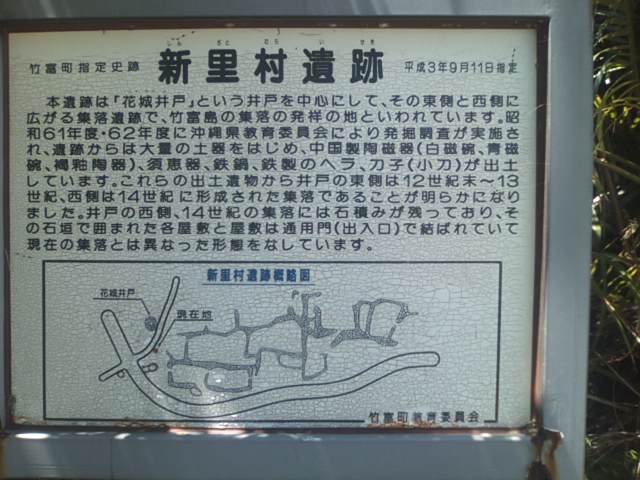 しん ざと むら い せき
竹富町指定史跡 新里村遺跡 平成3年9月11日指定
本遺跡は「花城井戸」という井戸を中心にして、その東側と西側に
広がる集落遺跡で、竹富島の集落の発祥の地といわれています。昭
和61年度・62年度に沖縄県教育委員会により発掘調査が実施さ
れ、遺跡からは大量の土器をはじめ、中国製陶磁器(白磁碗、青磁
碗、褐釉陶器)、須恵器、鉄鍋、鉄製のヘラ、刀子(小刀)が出土
しています。これらの出土遺物から井戸の東側は12世紀末～13
世紀、西側は14世紀に形成された集落であることが明らかになり
ました。井戸の西側、14世紀の集落には石積みが残っており、そ
の石垣で囲まれた各屋敷と屋敷は通用門(出入口)で結ばれていて
現在の集落とは異なった形態をなしています。
新里村遺跡概略図
花城井戸
現在地
竹富町教育委員会